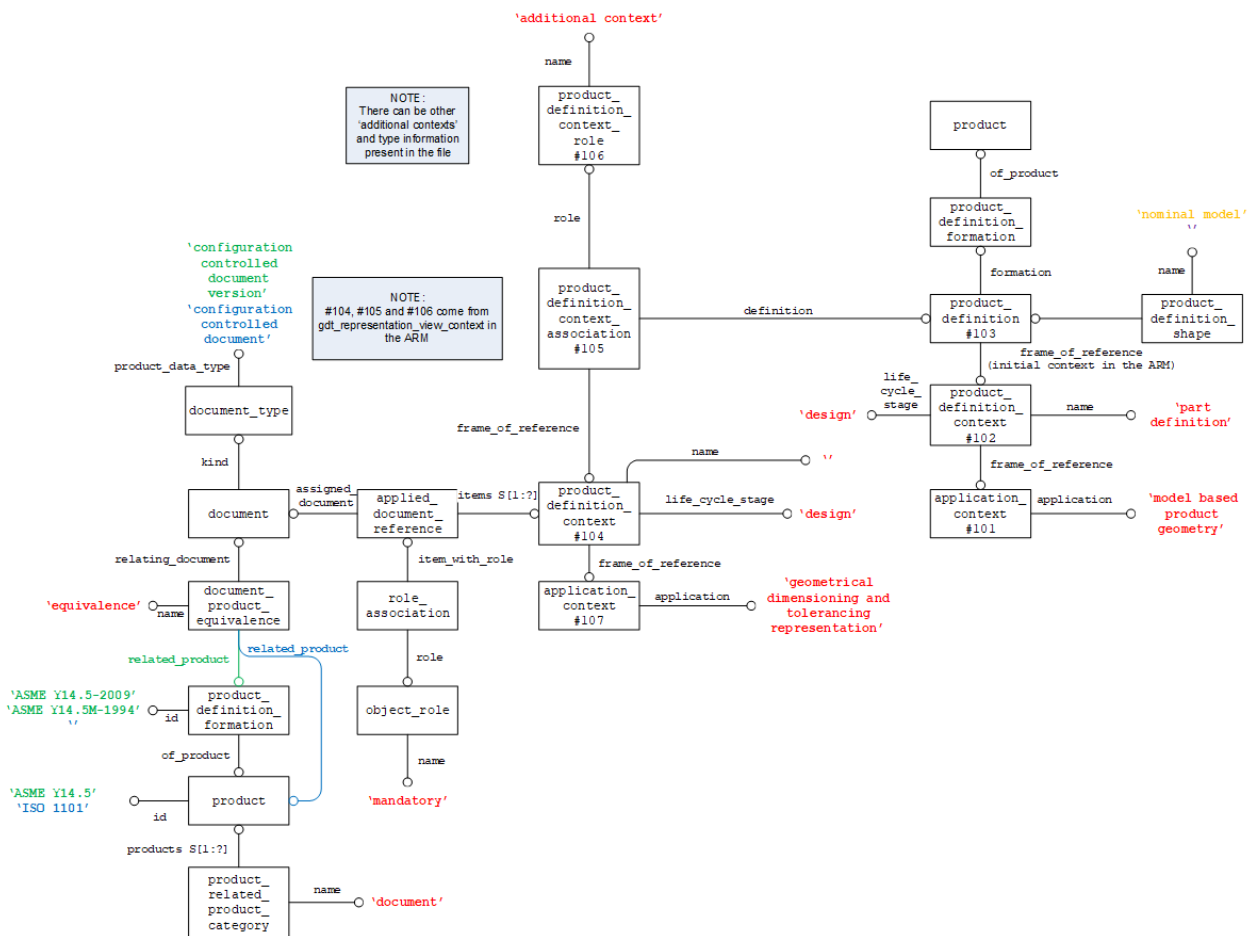 ‘additional context’
name
NOTE:
There can be other
‘additional contexts’
and type information
present in the file
product_
definition_
context_
role
#106
product
of_product
role
product_
definition_
formation
‘nominal model’
‘’
‘configuration
controlled
document
version’
‘configuration
controlled
document’
NOTE:
#104, #105 and #106 come from
gdt_representation_view_context in
the ARM
product_
definition_
context_
association
#105
formation
name
definition
product_
definition
#103
product_
definition_
shape
product_data_type
frame_of_reference
(initial context in the ARM)
document_type
life_
cycle_
stage
‘design’
product_
definition_
context
#102
name
‘part
definition’
frame_of_reference
kind
name
‘’
frame_of_reference
document
assigned_
document
applied_
document_
reference
items S[1:?]
product_
definition_
context
#104
life_cycle_stage
‘design’
application_
context
#101
application
‘model based
product
geometry’
relating_document
item_with_role
frame_of_reference
‘equivalence’
name
document_
product_
equivalence
role_
association
application_
context
#107
application
‘geometrical
dimensioning and
tolerancing
representation’
related_product
related_product
role
‘ASME Y14.5-2009’
‘ASME Y14.5M-1994’
‘’
id
product_
definition_
formation
object_role
of_product
name
‘ASME Y14.5’
‘ISO 1101’
id
product
‘mandatory’
products S[1:?]
product_
related_
product_
category
name
‘document’